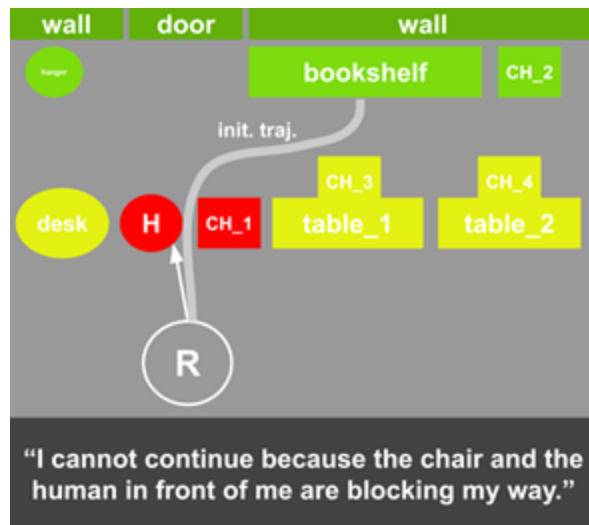 wall door wall
hanger bookshelf CH_2
init. traj.
CH_3 CH_4
desk H CH_1 table_1 table_2
R
“I cannot continue because the chair and the
human in front of me are blocking my way.”